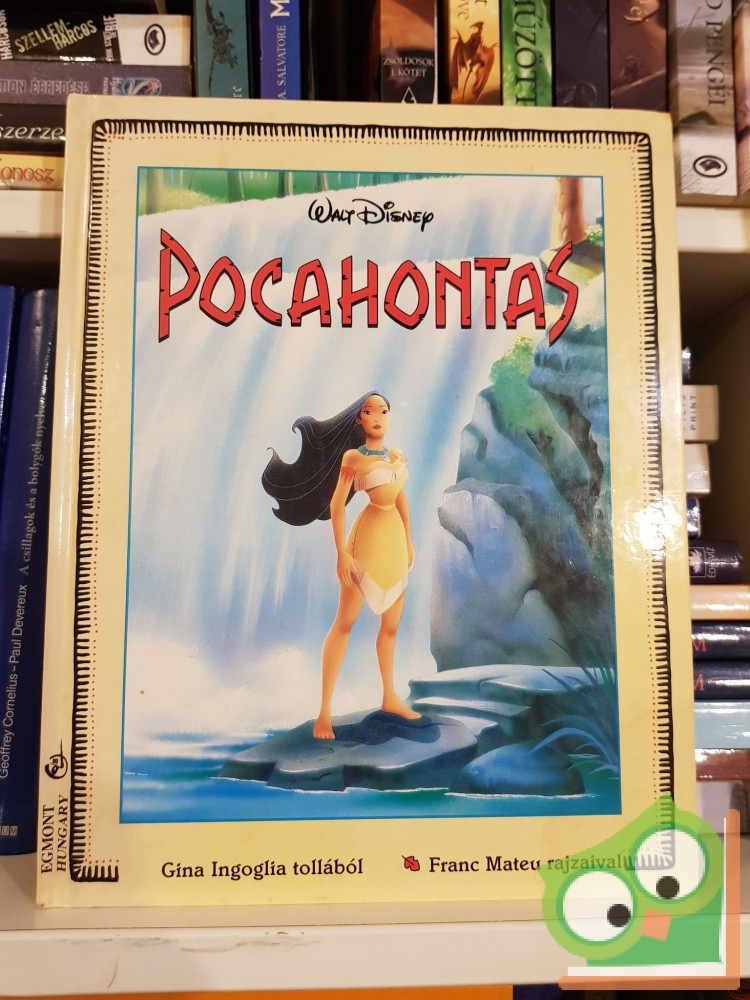 SZELLEM-
HARCOS
A. SALVATORE
ZSOLDOSOK
I. KÖTET
WALT DISNEY
POCAHONTAS
Gina Ingoglia tollából
Franc Mateu rajzaival
EGMONT
HUNGARY
Geoffrey Cornelius – Paul Devereux
A csillagok és a bolygók
PRINT